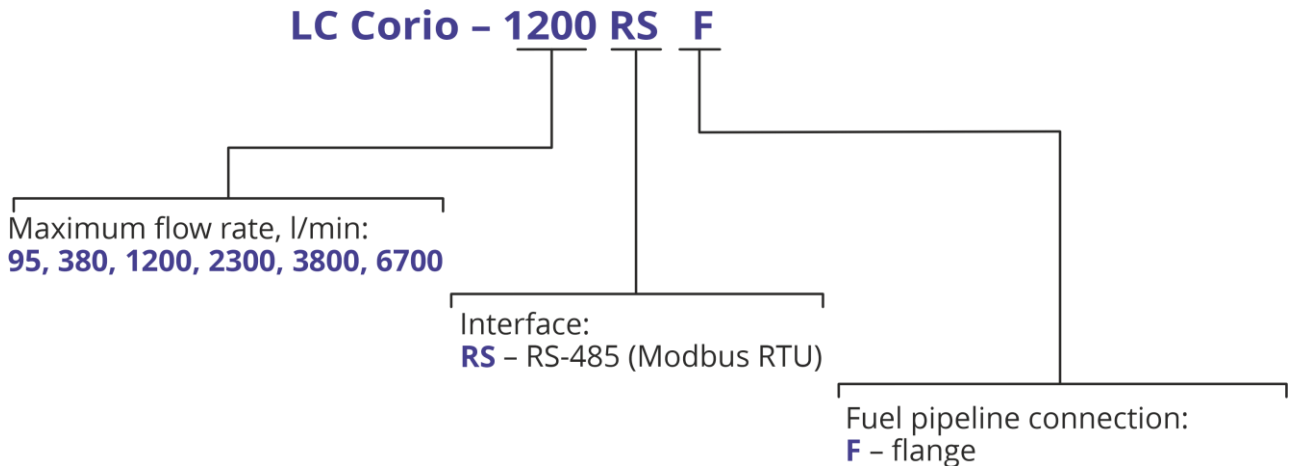 LC Corio – 1200 RS F
Maximum flow rate, l/min:
95, 380, 1200, 2300, 3800, 6700
Interface:
RS – RS-485 (Modbus RTU)
Fuel pipeline connection:
F – flange